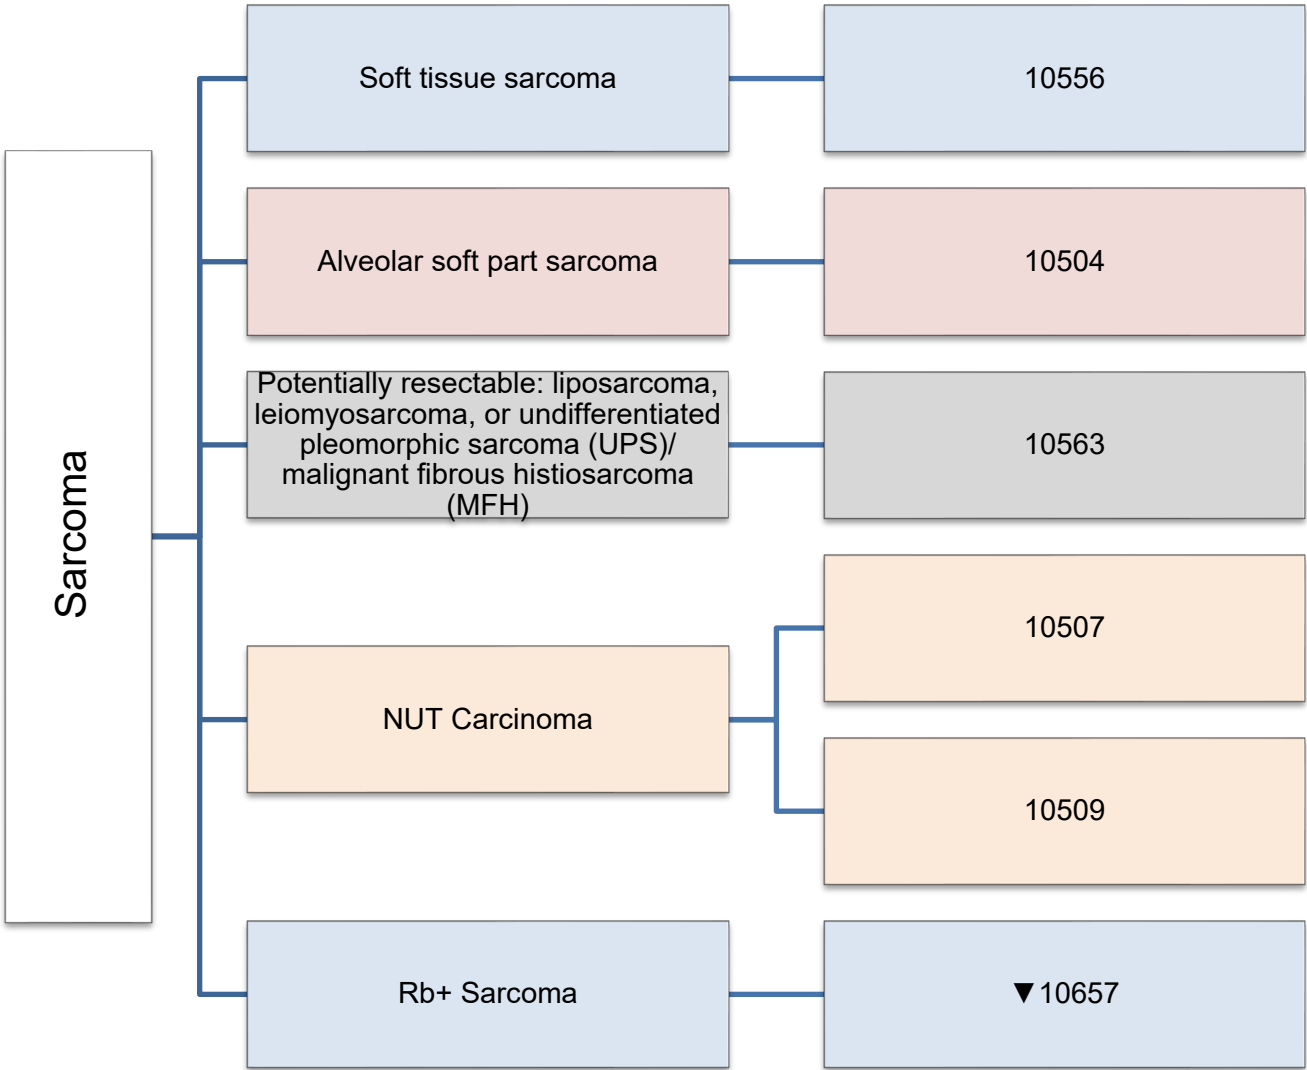 Sarcoma
Soft tissue sarcoma
10556
Alveolar soft part sarcoma
10504
Potentially resectable: liposarcoma,
leiomyosarcoma, or undifferentiated
pleomorphic sarcoma (UPS)/
malignant fibrous histiosarcoma
(MFH)
10563
NUT Carcinoma
10507
10509
Rb+ Sarcoma
▼10657